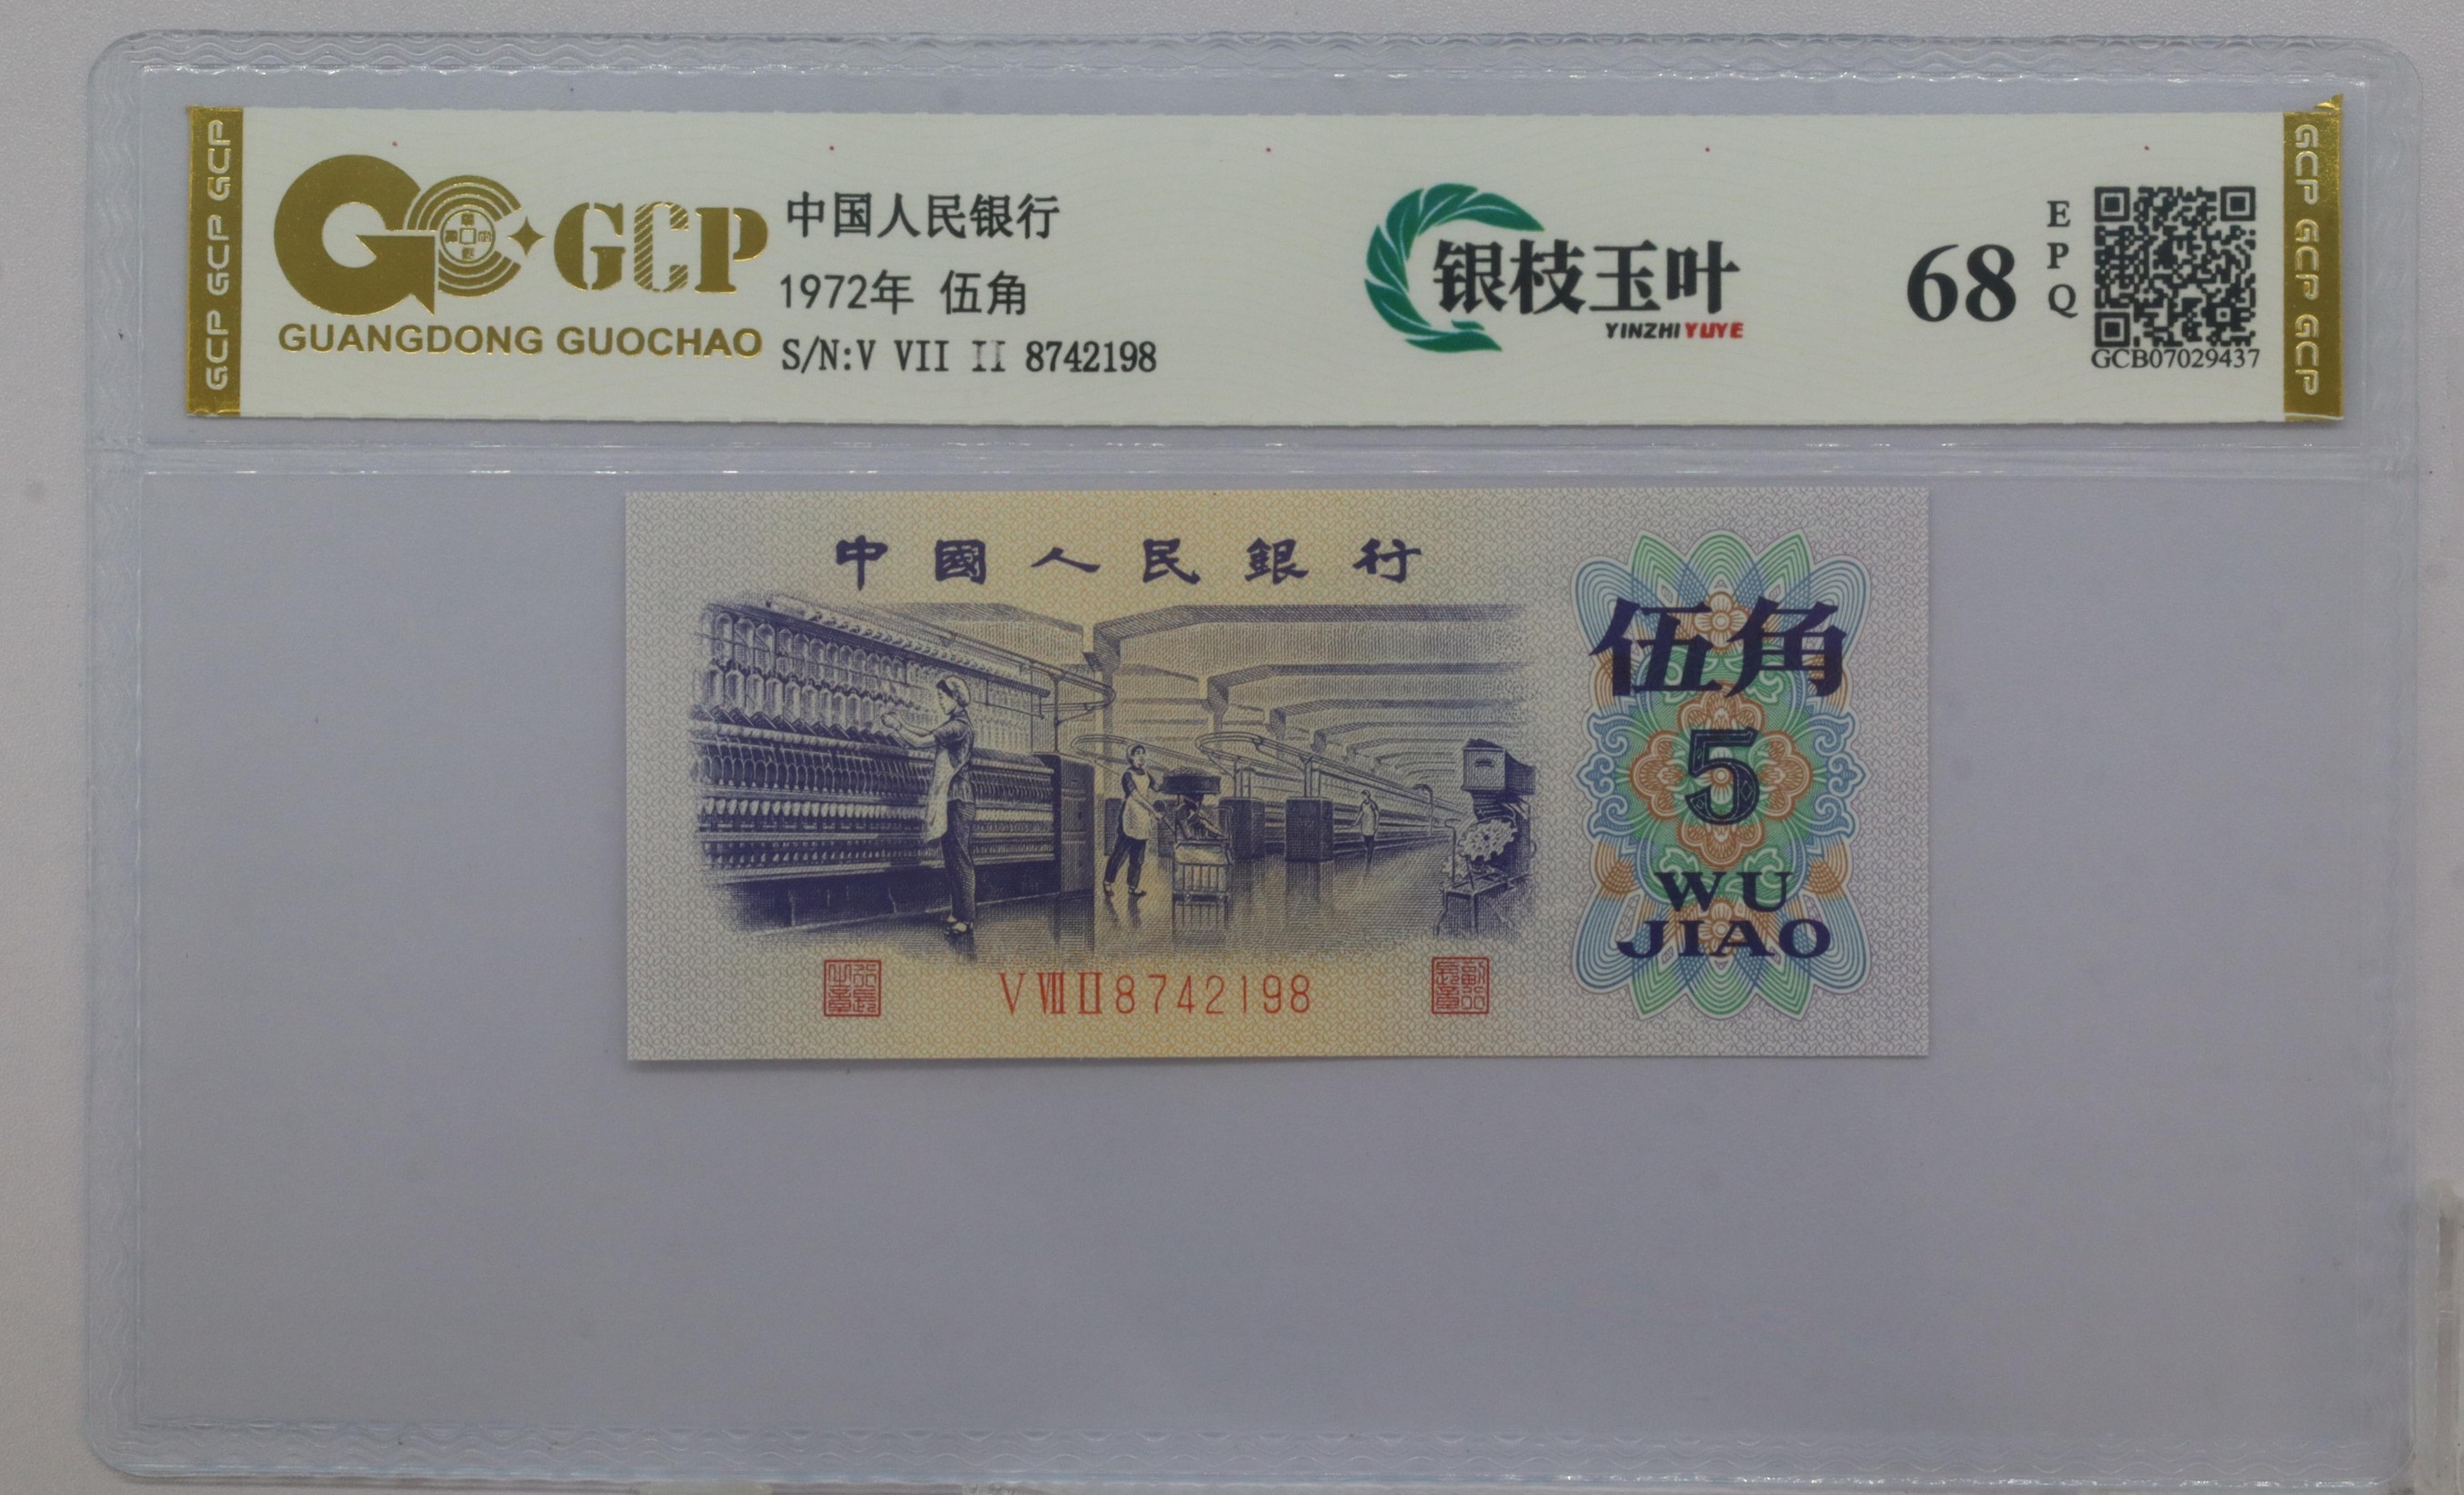 GCP GCP GCP
GCP
GUANGDONG GUOCHAO
中国人民银行
1972年 伍角
S/N:V VII II 8742198
银枝玉叶
YINZHIYUYE
68
EPQ
GCB07029437
GCP GCP GCP
中國人民銀行
伍角
5
WU
JIAO
V VII II 8742198